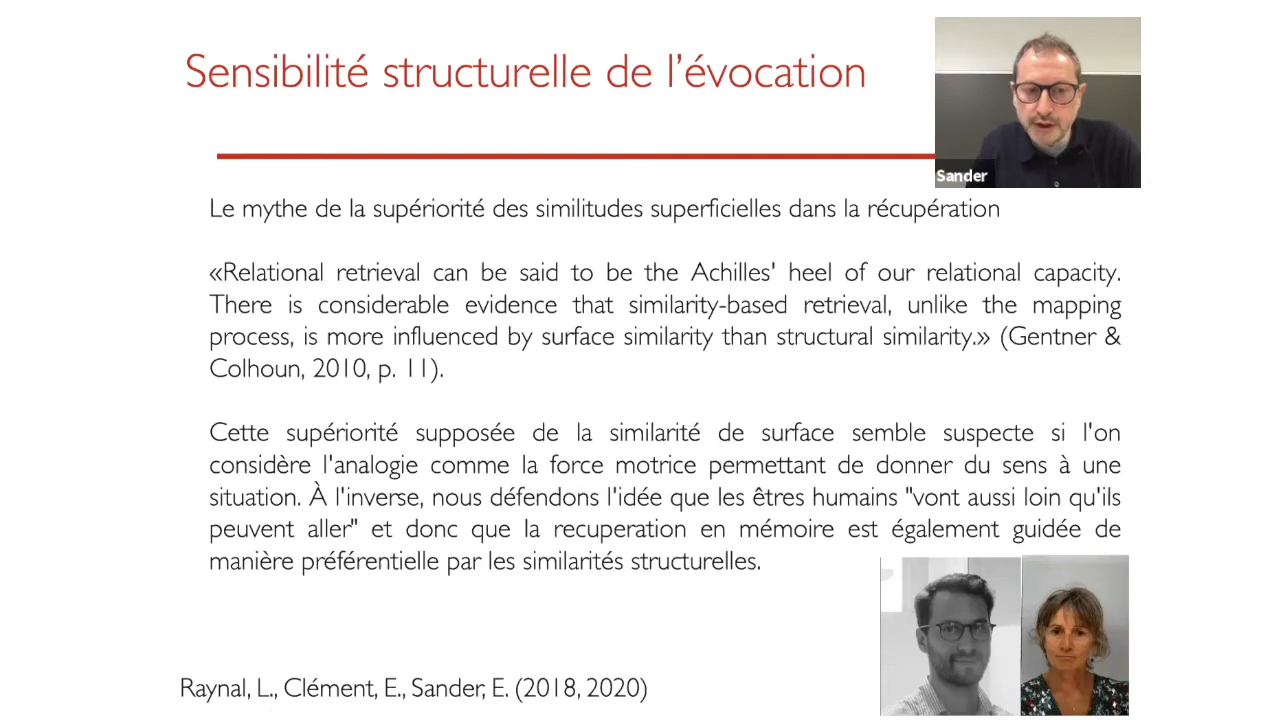 Sensibilité structurelle de l’évocation
Sander
Le mythe de la supériorité des similitudes superficielles dans la récupération
«Relational retrieval can be said to be the Achilles' heel of our relational capacity.
There is considerable evidence that similarity-based retrieval, unlike the mapping
process, is more influenced by surface similarity than structural similarity.» (Gentner &
Colhoun, 2010, p. 11).
Cette supériorité supposée de la similarité de surface semble suspecte si l'on
considère l'analogie comme la force motrice permettant de donner du sens à une
situation. À l'inverse, nous défendons l'idée que les êtres humains "vont aussi loin qu'ils
peuvent aller" et donc que la recuperation en mémoire est également guidée de
manière préférentielle par les similarités structurelles.
Raynal, L., Clément, E., Sander, E. (2018, 2020)